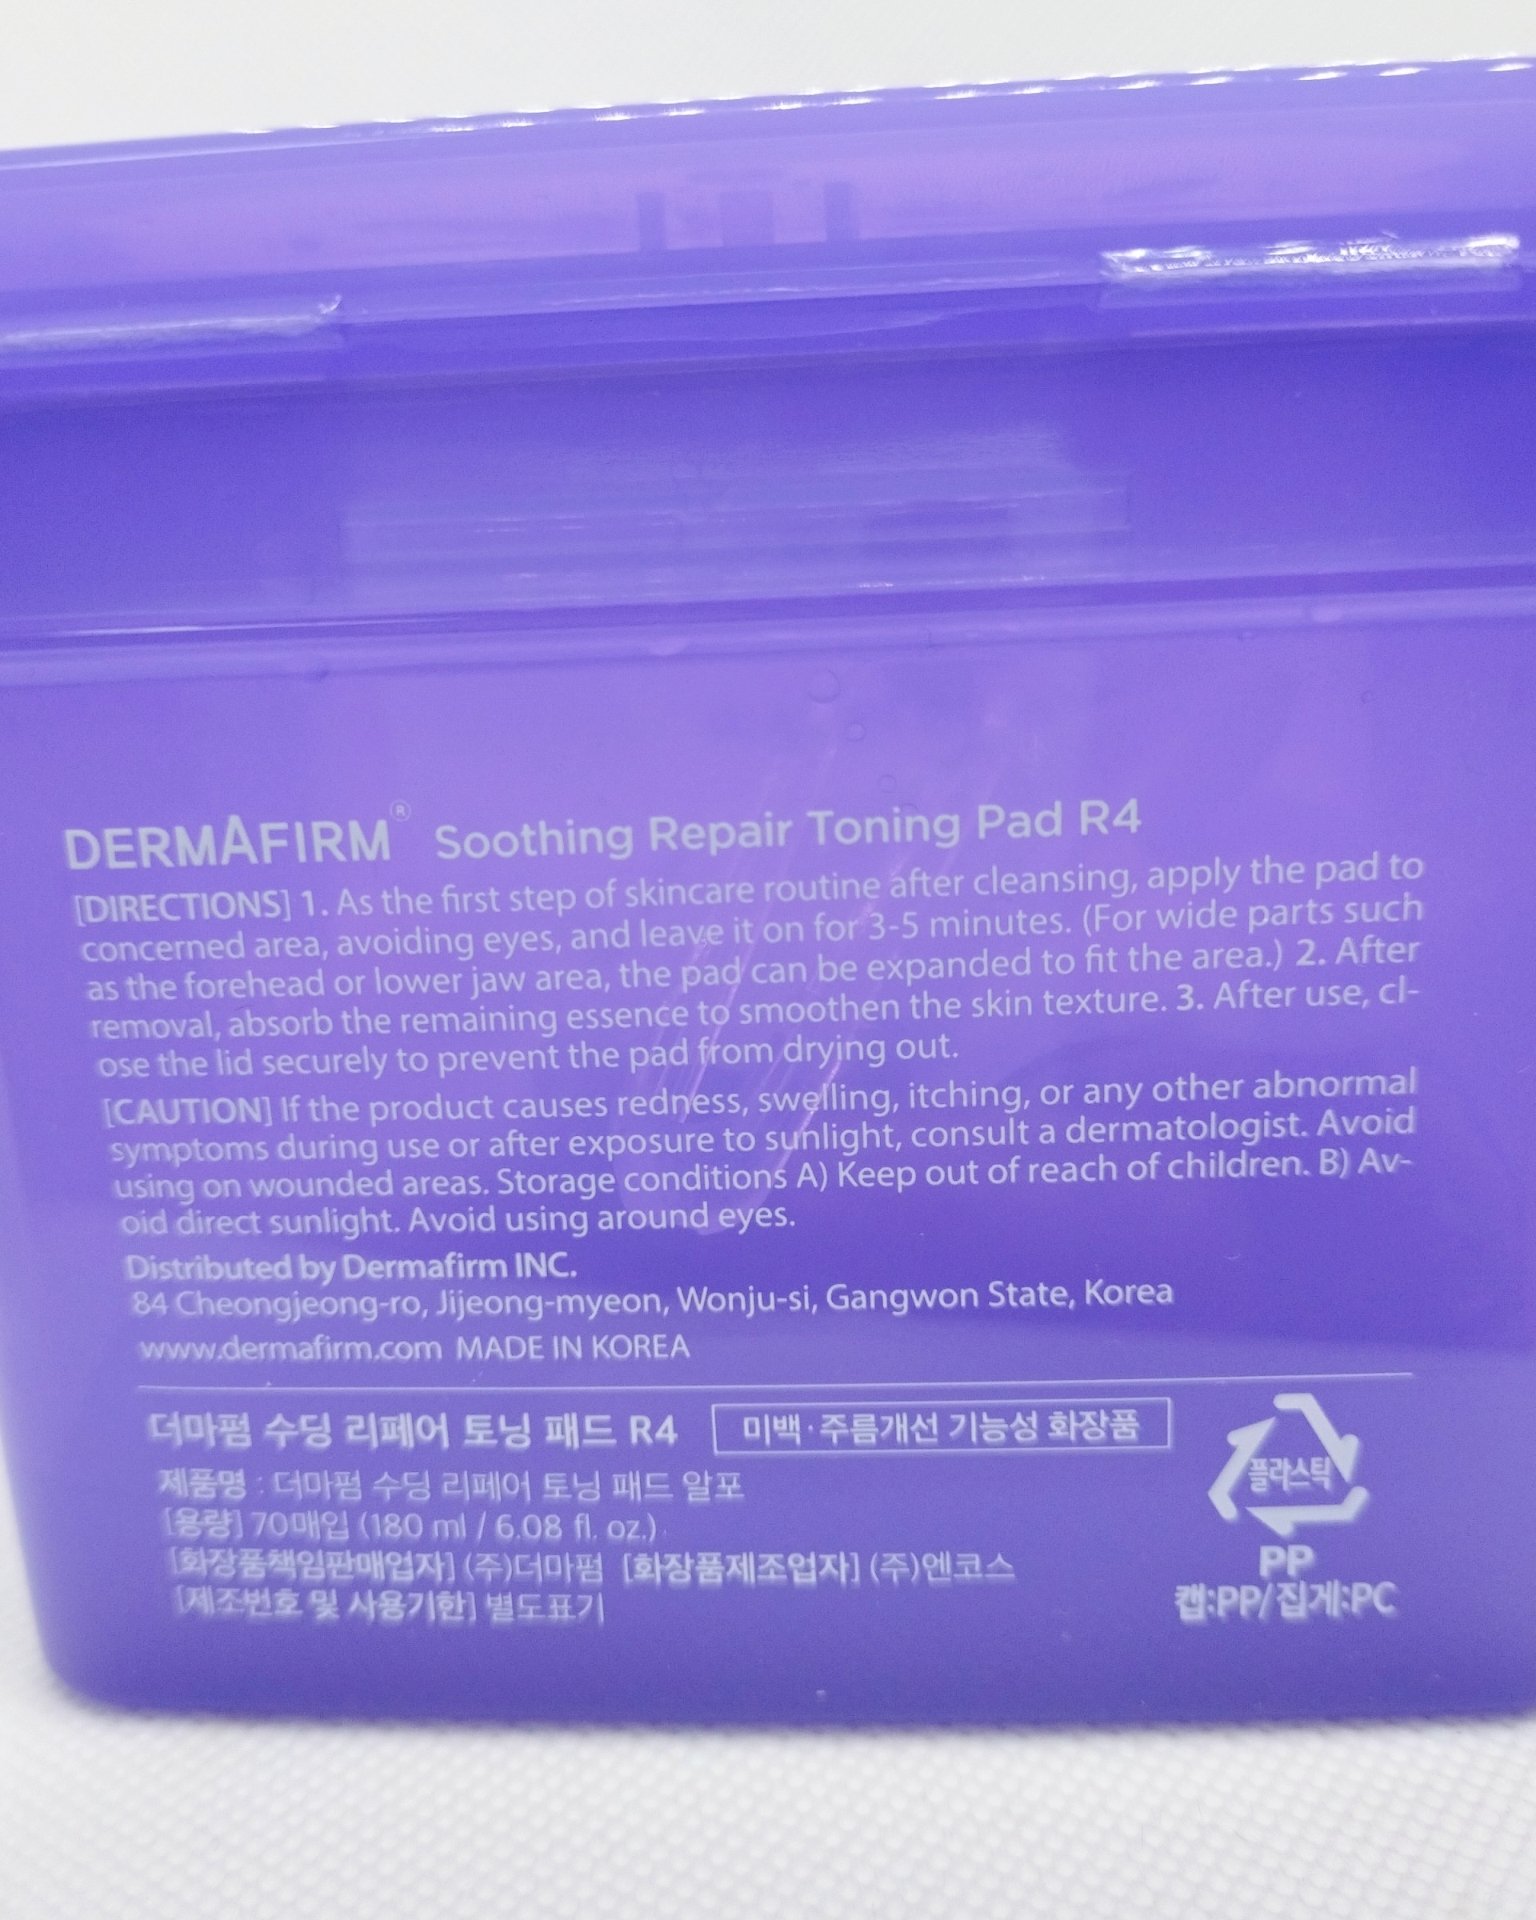 DERMAFIRM® Soothing Repair Toning Pad R4
[DIRECTIONS] 1. As the first step of skincare routine after cleansing, apply the pad to
concerned area, avoiding eyes, and leave it on for 3-5 minutes. (For wide parts such
as the forehead or lower jaw area, the pad can be expanded to fit the area.) 2. After
removal, absorb the remaining essence to smoothen the skin texture. 3. After use, cl-
ose the lid securely to prevent the pad from drying out.
[CAUTION] If the product causes redness, swelling, itching, or any other abnormal
symptoms during use or after exposure to sunlight, consult a dermatologist. Avoid
using on wounded areas. Storage conditions A) Keep out of reach of children. B) Av-
oid direct sunlight. Avoid using around eyes.
Distributed by Dermafirm INC.
84 Cheongjeong-ro, Jijeong-myeon, Wonju-si, Gangwon State, Korea
www.dermafirm.com MADE IN KOREA
더마펌 수딩 리페어 토닝 패드 R4 미백·주름개선 기능성 화장품
제품명 : 더마펌 수딩 리페어 토닝 패드 알포
[용량] 70매입 (180 ml / 6.08 fl. oz.)
[화장품책임판매업자] (주)더마펌 [화장품제조업자] (주)엔코스
[제조번호 및 사용기한] 별도표기
플라스틱
PP
캡:PP/집게:PC